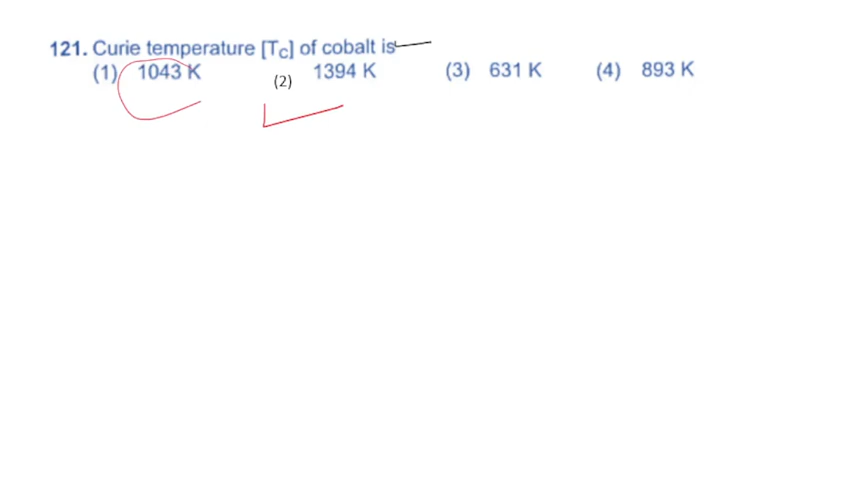 121. Curie temperature [Tc] of cobalt is
(1) 1043 K (2) 1394 K (3) 631 K (4) 893 K